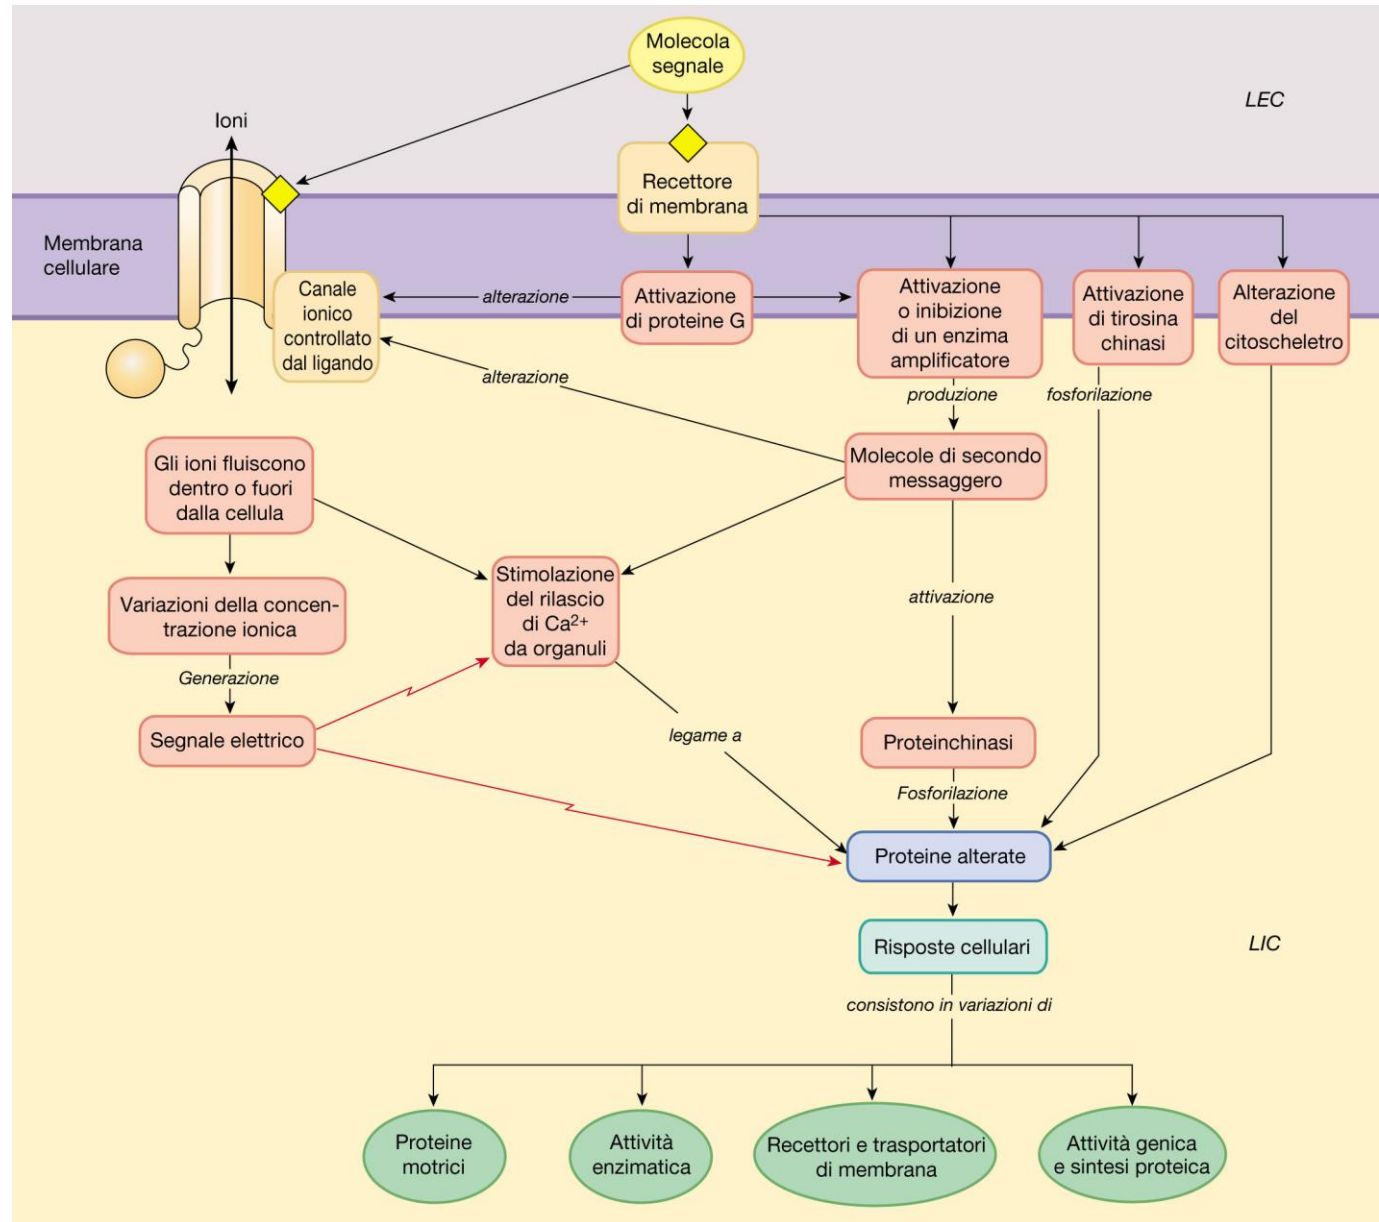 Molecola
segnale
LEC
Ioni
Recettore
di membrana
Membrana
cellulare
Canale
ionico
controllato
dal ligando
alterazione
Attivazione
di proteine G
Attivazione
o inibizione
di un enzima
amplificatore
Attivazione
di tirosina
chinasi
Alterazione
del
citoscheletro
alterazione
produzione
fosforilazione
Gli ioni fluiscono
dentro o fuori
dalla cellula
Molecole di secondo
messaggero
Stimolazione
del rilascio
di Ca²⁺
da organuli
Variazioni della concen-
trazione ionica
attivazione
Generazione
Segnale elettrico
legame a
Proteinchinasi
Fosforilazione
Proteine alterate
Risposte cellulari
LIC
consistono in variazioni di
Proteine
motrici
Attività
enzimatica
Recettori e trasportatori
di membrana
Attività genica
e sintesi proteica